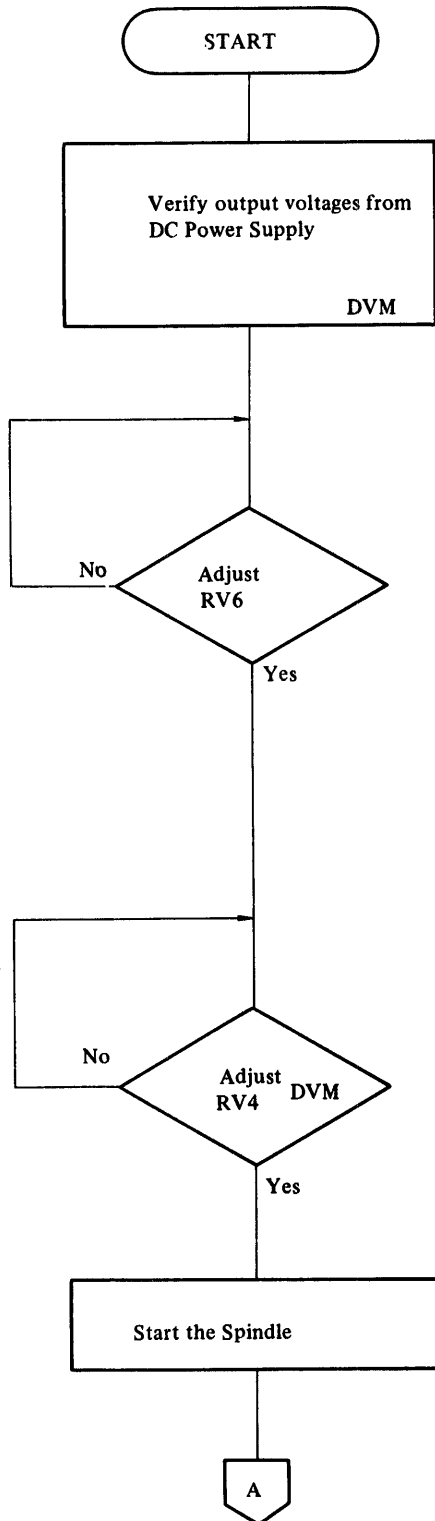 START
Verify output voltages from
DC Power Supply
DVM
No
Adjust
RV6
Yes
No
Adjust
RV4 DVM
Yes
Start the Spindle
A